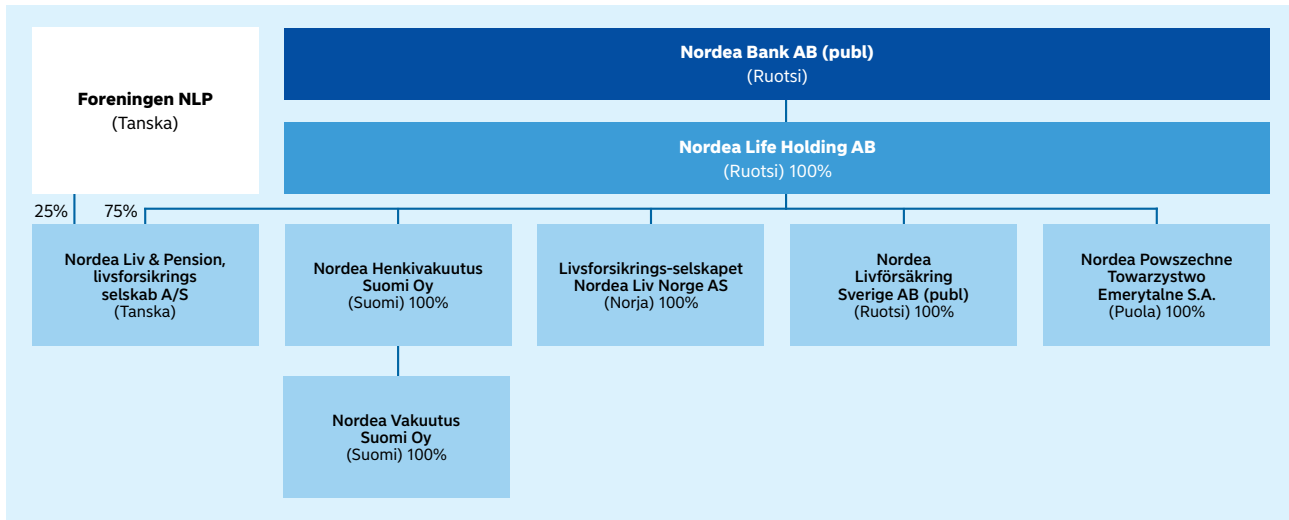 Foreningen NLP
(Tanska)
Nordea Bank AB (publ)
(Ruotsi)
Nordea Life Holding AB
(Ruotsi) 100%
25%
75%
Nordea Liv & Pension,
livsforsikrings
selskab A/S
(Tanska)
Nordea Henkivakuutus
Suomi Oy
(Suomi) 100%
Livsforsikrings-selskapet
Nordea Liv Norge AS
(Norja) 100%
Nordea
Livförsäkring
Sverige AB (publ)
(Ruotsi) 100%
Nordea Powszechne
Towarzystwo
Emerytalne S.A.
(Puola) 100%
Nordea Vakuutus
Suomi Oy
(Suomi) 100%